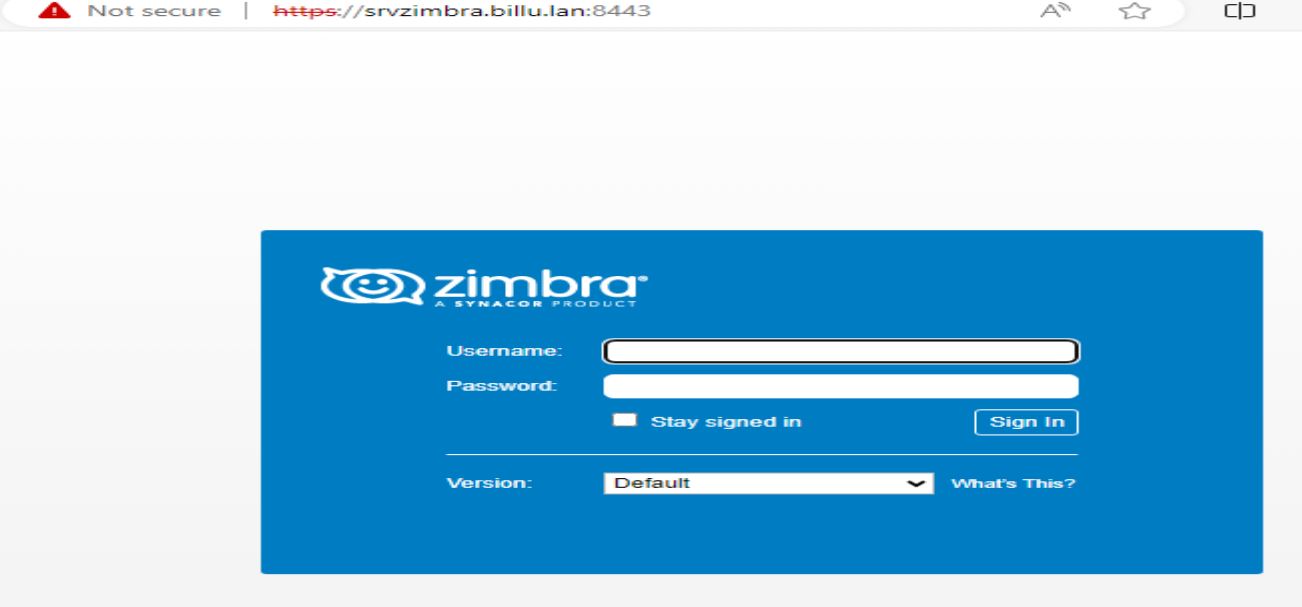 Not secure | https://srvzimbra.billu.lan:8443
zimbra®
A SYNACOR PRODUCT
Username:
Password:
Stay signed in Sign In
Version: Default What's This?